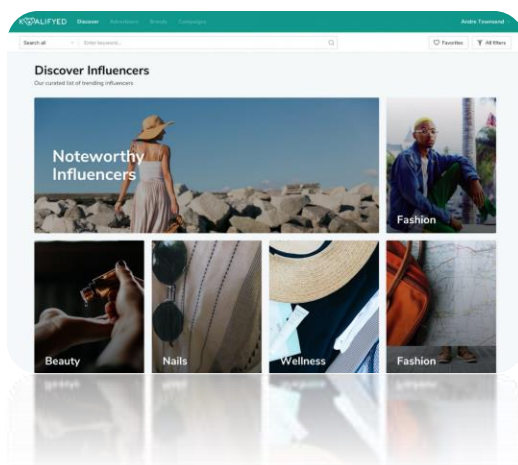 KWALIFYED Discover Advertisers Brands Campaigns Andre Townsend
Search all Enter keyword... Favorites All filters
Discover Influencers
Our curated list of trending influencers
Noteworthy
Influencers
Fashion
Beauty Nails Wellness Fashion